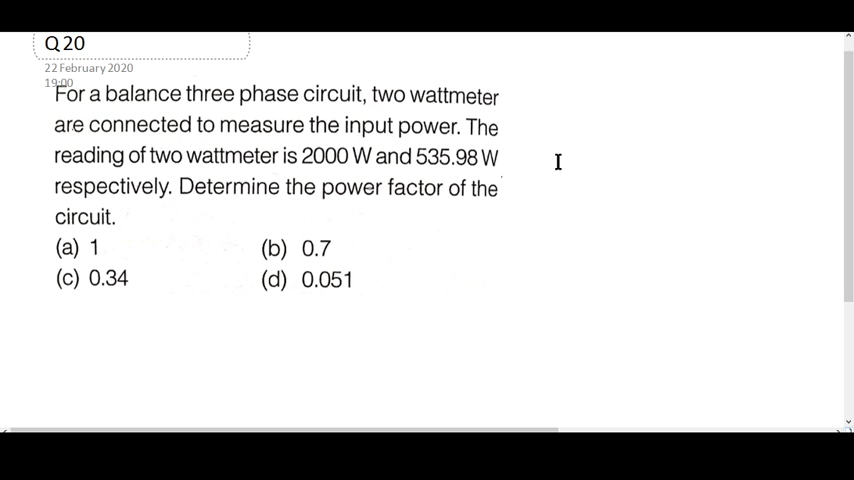 Q 20
22 February 2020
19:00
For a balance three phase circuit, two wattmeter
are connected to measure the input power. The
reading of two wattmeter is 2000 W and 535.98 W
respectively. Determine the power factor of the
circuit.
(a) 1 (b) 0.7
(c) 0.34 (d) 0.051